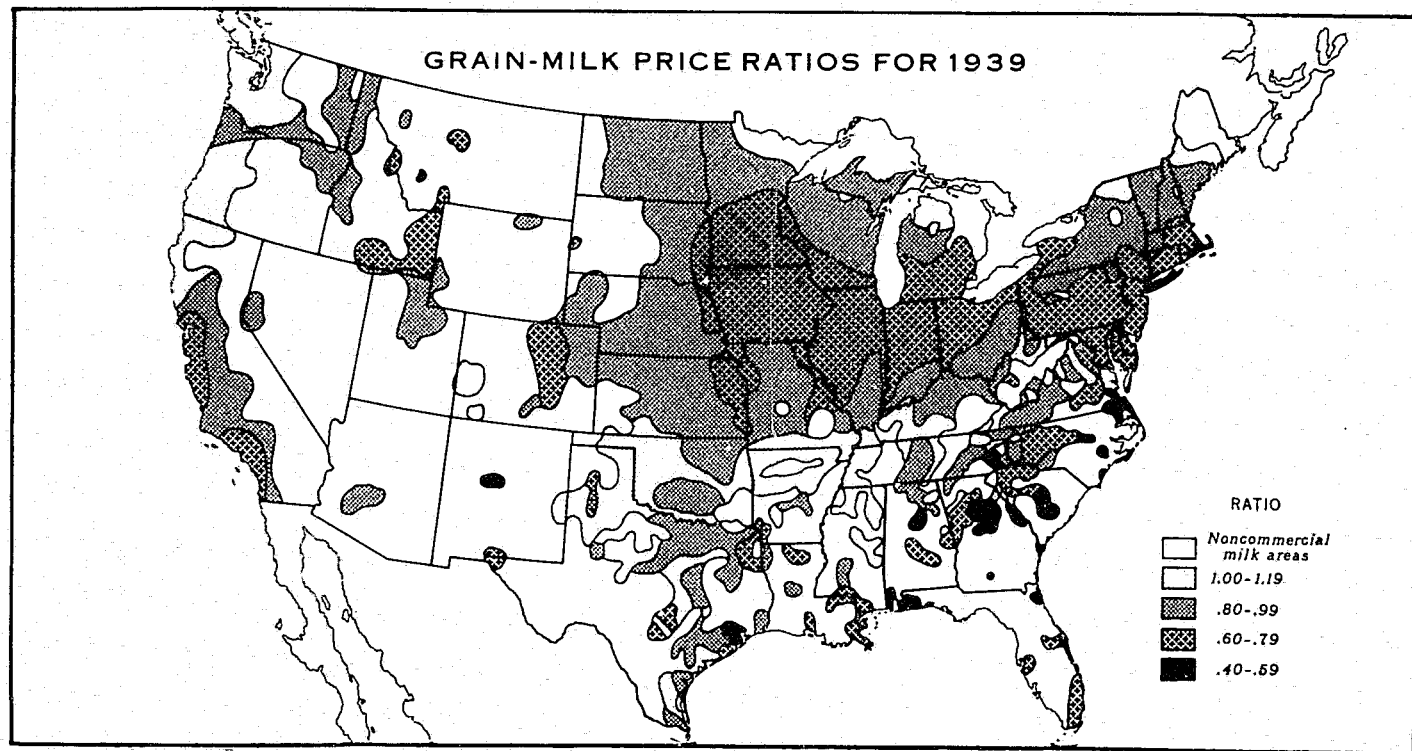 GRAIN-MILK PRICE RATIOS FOR 1939
RATIO
Noncommercial
milk areas
1.00-1.19
.80-.99
.60-.79
.40-.59